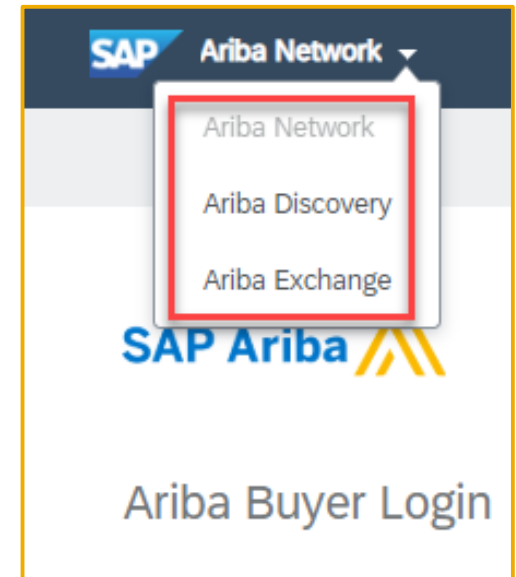 SAP Ariba Network
Ariba Network
Ariba Discovery
Ariba Exchange
SAP Ariba
Ariba Buyer Login